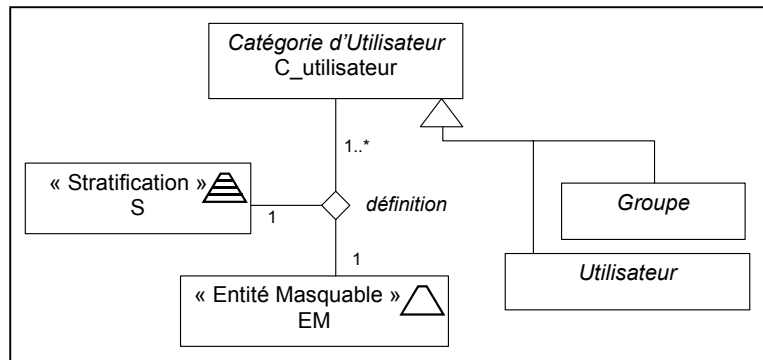 Catégorie d'Utilisateur
C_utilisateur
1..*
« Stratification »
S
1
définition
1
« Entité Masquable »
EM
Groupe
Utilisateur